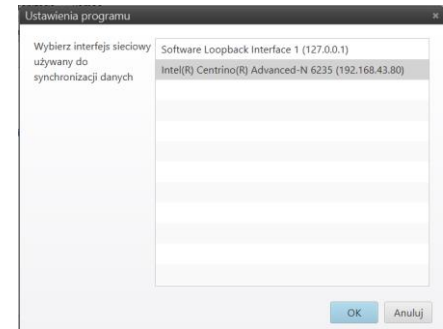 Ustawienia programu
Wybierz interfejs sieciowy
używany do
synchronizacji danych
Software Loopback Interface 1 (127.0.0.1)
Intel(R) Centrino(R) Advanced-N 6235 (192.168.43.80)
OK Anuluj